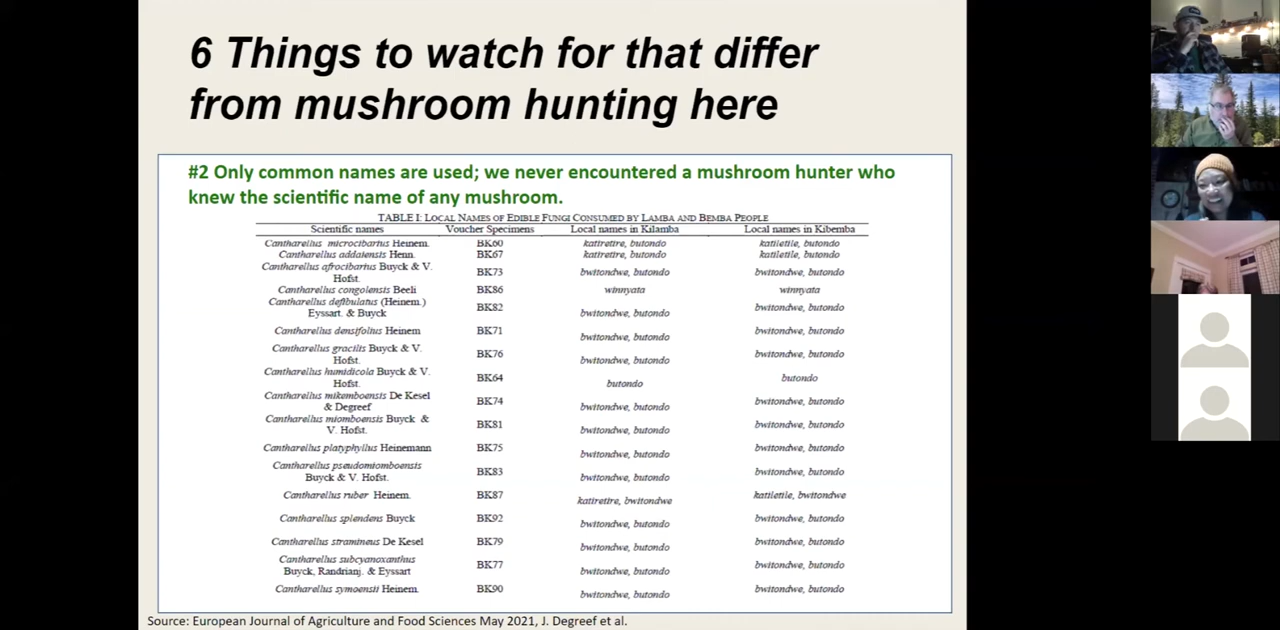 6 Things to watch for that differ
from mushroom hunting here
#2 Only common names are used; we never encountered a mushroom hunter who
knew the scientific name of any mushroom.
TABLE I: LOCAL NAMES OF EDIBLE FUNGI CONSUMED BY LAMBA AND BEMBA PEOPLE
Scientific names Voucher Specimens Local names in Kilamba Local names in Kibemba
Cantharellus microcibarius Heinem. BK60 katiretire, butondo katiletile, butondo
Cantharellus addaiensis Henn. BK67 katiretire, butondo katiletile, butondo
Cantharellus afrocibarius Buyck & V.
Hofst. BK73 bwitondwe, butondo bwitondwe, butondo
Cantharellus congolensis Beeli BK86 winnyata winnyata
Cantharellus defibulatus (Heinem.)
Eyssart. & Buyck BK82 bwitondwe, butondo bwitondwe, butondo
Cantharellus densifolius Heinem BK71 bwitondwe, butondo bwitondwe, butondo
Cantharellus gracilis Buyck & V.
Hofst. BK76 bwitondwe, butondo bwitondwe, butondo
Cantharellus humidicola Buyck & V.
Hofst. BK64 butondo butondo
Cantharellus mikemboensis De Kesel
& Degreef BK74 bwitondwe, butondo bwitondwe, butondo
Cantharellus miomboensis Buyck &
V. Hofst. BK81 bwitondwe, butondo bwitondwe, butondo
Cantharellus platyphyllus Heinemann BK75 bwitondwe, butondo bwitondwe, butondo
Cantharellus pseudomiomboensis
Buyck & V. Hofst. BK83 bwitondwe, butondo bwitondwe, butondo
Cantharellus ruber Heinem. BK87 katiretire, bwitondwe katiletile, bwitondwe
Cantharellus splendens Buyck BK92 bwitondwe, butondo bwitondwe, butondo
Cantharellus stramineus De Kesel BK79 bwitondwe, butondo bwitondwe, butondo
Cantharellus subcyanoxanthus
Buyck, Randrianj. & Eyssart BK77 bwitondwe, butondo bwitondwe, butondo
Cantharellus symoensii Heinem. BK90 bwitondwe, butondo bwitondwe, butondo
Source: European Journal of Agriculture and Food Sciences May 2021, J. Degreef et al.